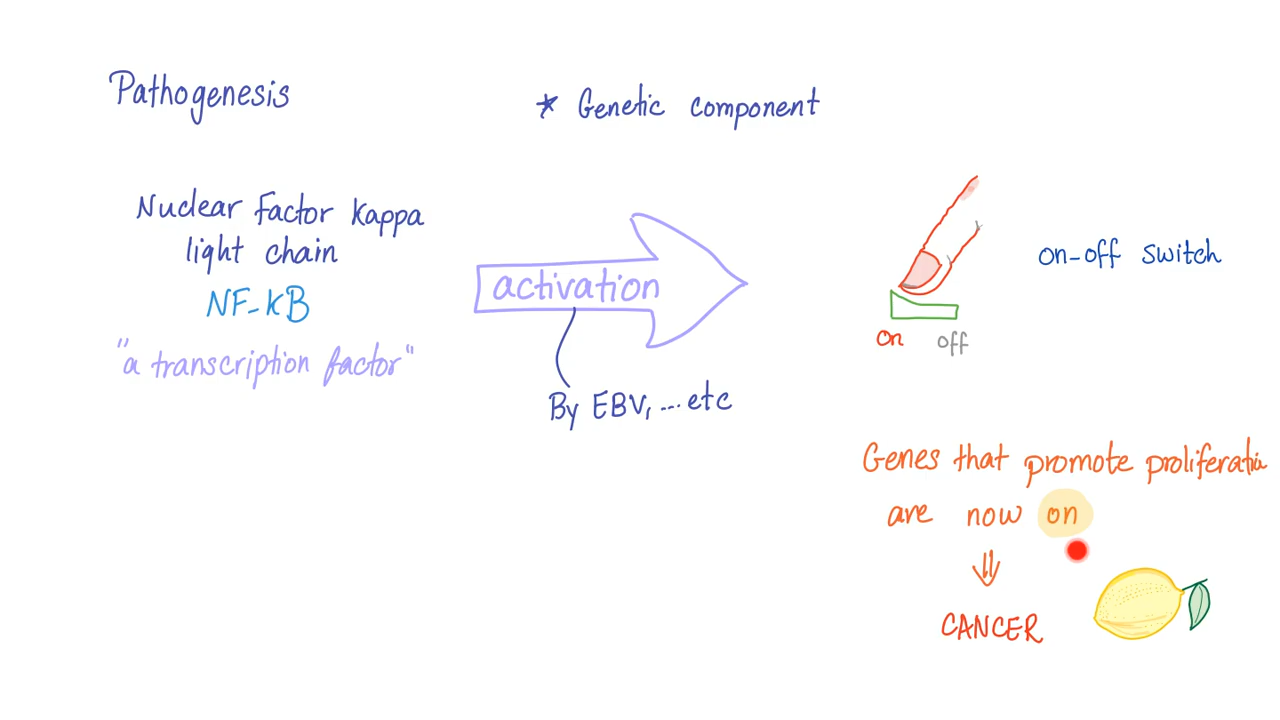 Pathogenesis
* Genetic component
Nuclear Factor Kappa
light chain
NF-KB
"a transcription factor"
activation
By EBV, ... etc
on-off switch
on off
Genes that promote proliferatio
are now on
CANCER